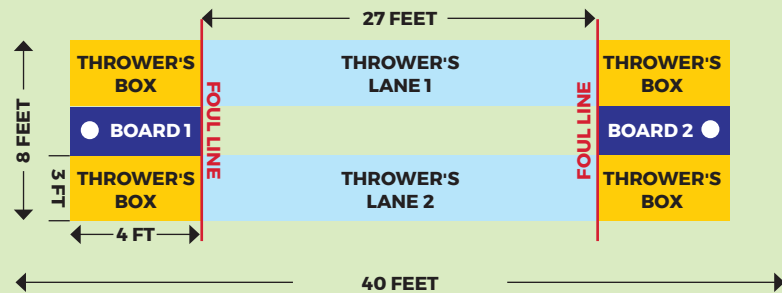 27 FEET
THROWER'S
BOX
THROWER'S
LANE 1
THROWER'S
BOX
8 FEET
BOARD 1
FOUL LINE
FOUL LINE
BOARD 2
3 FT
THROWER'S
BOX
THROWER'S
LANE 2
THROWER'S
BOX
4 FT
40 FEET